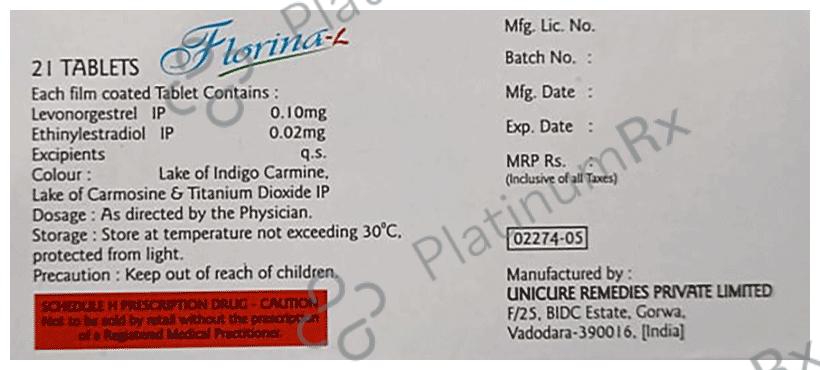 21 TABLETS Florina-L
Each film coated Tablet Contains :
Levonorgestrel IP 0.10mg
Ethinylestradiol IP 0.02mg
Excipients q.s.
Colour : Lake of Indigo Carmine,
Lake of Carmosine & Titanium Dioxide IP
Dosage : As directed by the Physician.
Storage : Store at temperature not exceeding 30°C,
protected from light.
Precaution : Keep out of reach of children.
SCHEDULE H PRESCRIPTION DRUG - CAUTION
Not to be sold by retail without the prescription
of a Registered Medical Practitioner.
Mfg. Lic. No.
Batch No. :
Mfg. Date :
Exp. Date :
MRP Rs. :
(Inclusive of all Taxes)
02274-05
Manufactured by :
UNICURE REMEDIES PRIVATE LIMITED
F/25, BIDC Estate, Gorwa,
Vadodara-390016, [India]
PlatinumRx